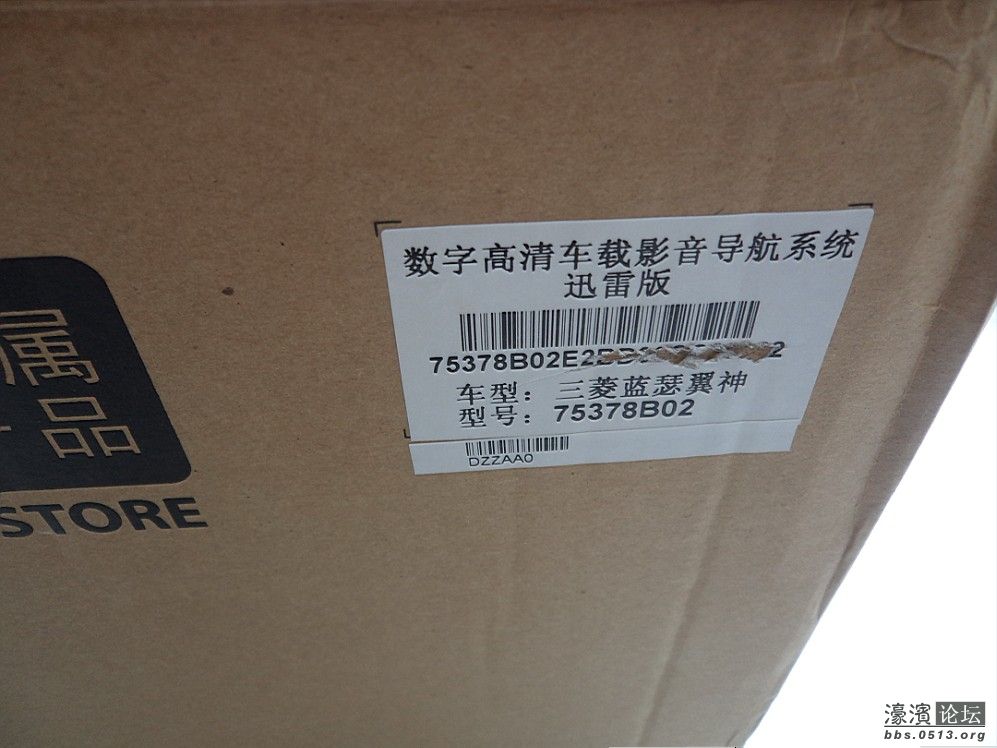 数字高清车载影音导航系统
迅雷版
75378B02E2
车型：三菱蓝瑟翼神
型号：75378B02
DZZAA0
属
品
STORE
濠滨 论坛
bbs.0513.org